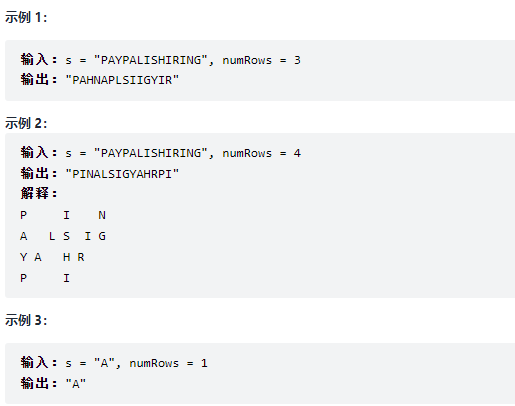 示例 1：
输入：s = "PAYPALISHIRING", numRows = 3
输出："PAHNAPLSIIGYIR"
示例 2：
输入：s = "PAYPALISHIRING", numRows = 4
输出："PINALSIGYAHRPI"
解释：
P     I    N
A   L S  I G
Y A   H R
P     I
示例 3：
输入：s = "A", numRows = 1
输出："A"